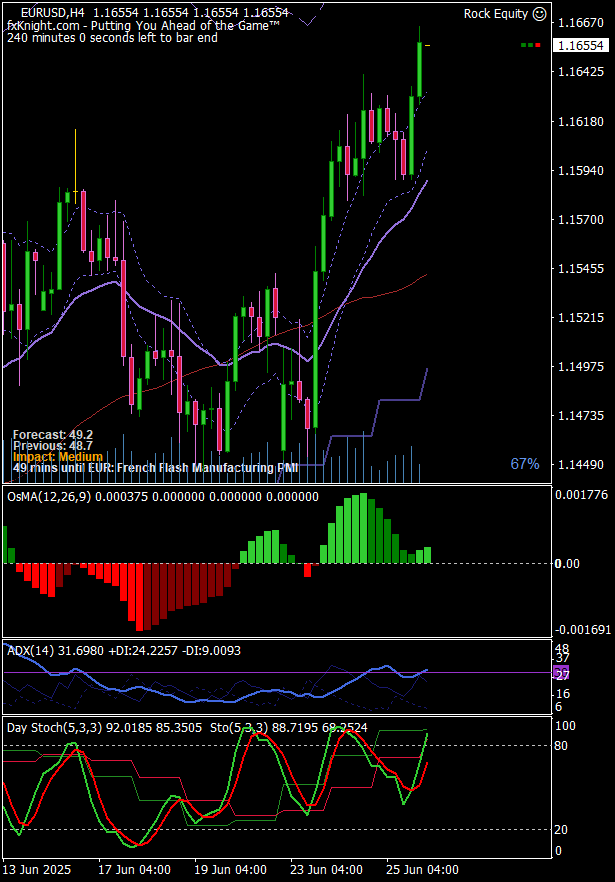 EURUSD,H4 1.16554 1.16554 1.16554 1.16554
Rock Equity ☺
fxKnight.com - Putting You Ahead of the Game™
240 minutes 0 seconds left to bar end
1.16670
1.16554
1.16425
1.16180
1.15940
1.15700
1.15455
1.15215
1.14975
1.14735
1.14490
Forecast: 49.2
Previous: 48.7
Impact: Medium
49 mins until EUR: French Flash Manufacturing PMI
67%
OsMA(12,26,9) 0.000375 0.000000 0.000000 0.000000
0.001776
0.00
-0.001691
ADX(14) 31.6980 +DI:24.2257 -DI:9.0093
48
37
27
16
6
Day Stoch(5,3,3) 92.0185 85.3505 Sto(5,3,3) 88.7195 68.2524
100
80
20
0
13 Jun 2025 17 Jun 04:00 19 Jun 04:00 23 Jun 04:00 25 Jun 04:00